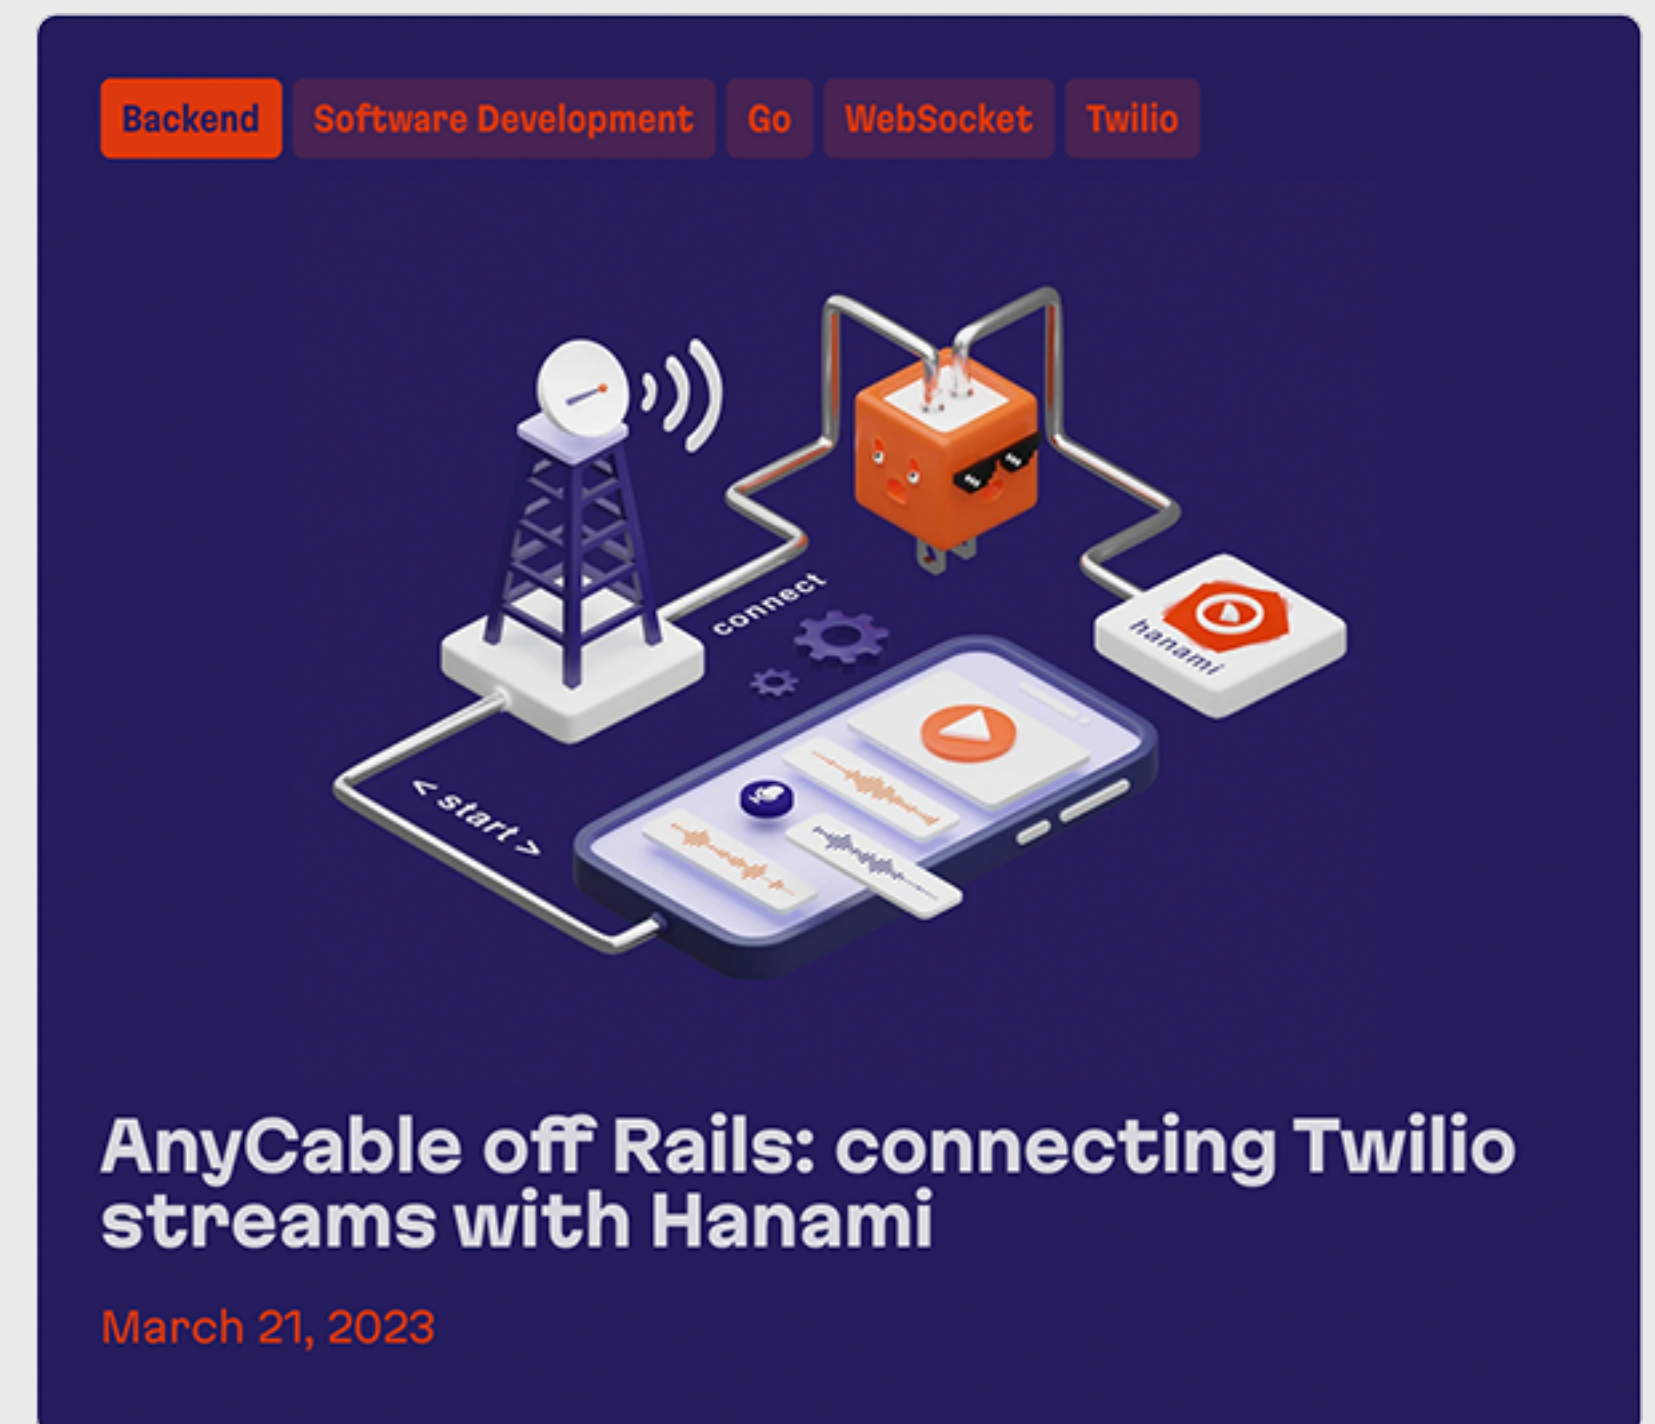 Backend Software Development Go WebSocket Twilio
connect
hanami
< start >
AnyCable off Rails: connecting Twilio
streams with Hanami
March 21, 2023